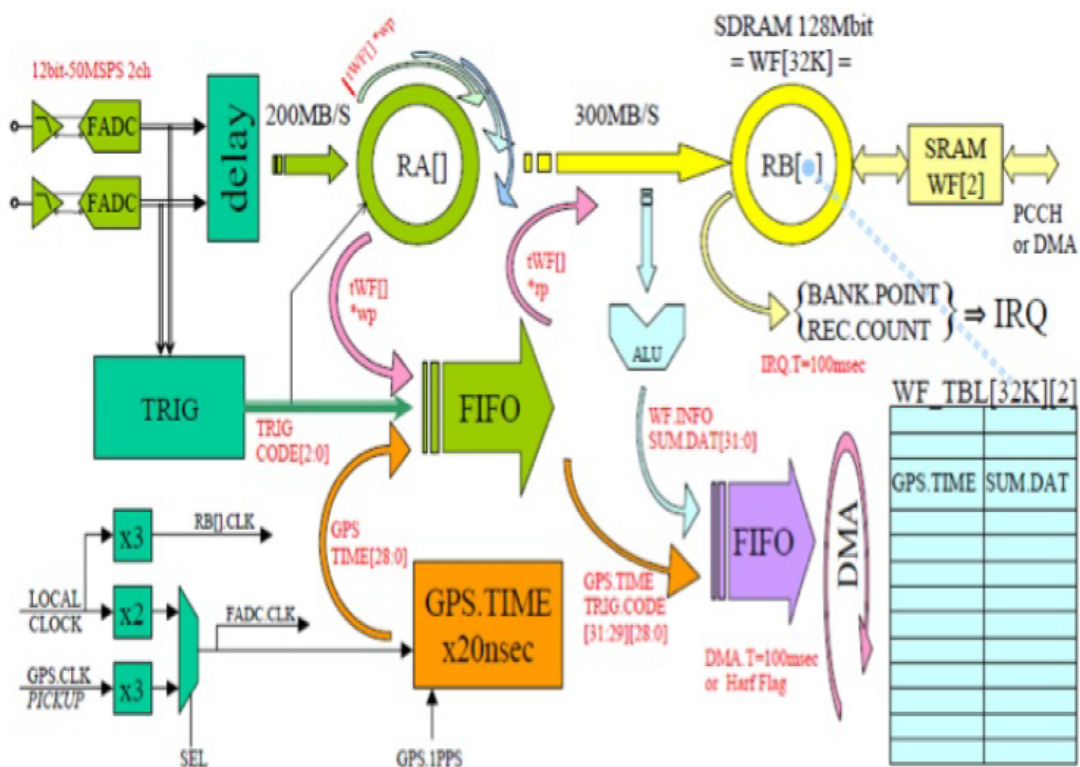 12bit-50MSPS 2ch
FADC
FADC
delay
200MB/S
tWF[] *wp
RA[]
300MB/S
SDRAM 128Mbit
= WF[32K] =
RB[ ]
SRAM
WF[2]
PCCH
or DMA
tWF[]
*wp
tWF[]
*rp
{BANK.POINT
REC.COUNT} ⇒ IRQ
IRQ.T=100msec
ALU
TRIG
TRIG
CODE[2:0]
FIFO
WF.INFO
SUM.DAT[31:0]
WF_TBL[32K][2]
GPS.TIME SUM.DAT
x3
RB[].CLK
LOCAL
CLOCK
x2
FADC.CLK
GPS.CLK
PICKUP
x3
SEL
GPS
TIME[28:0]
GPS.TIME
x20nsec
GPS.1PPS
GPS.TIME
TRIG.CODE
[31:29][28:0]
FIFO
DMA
DMA.T=100msec
or Harf Flag